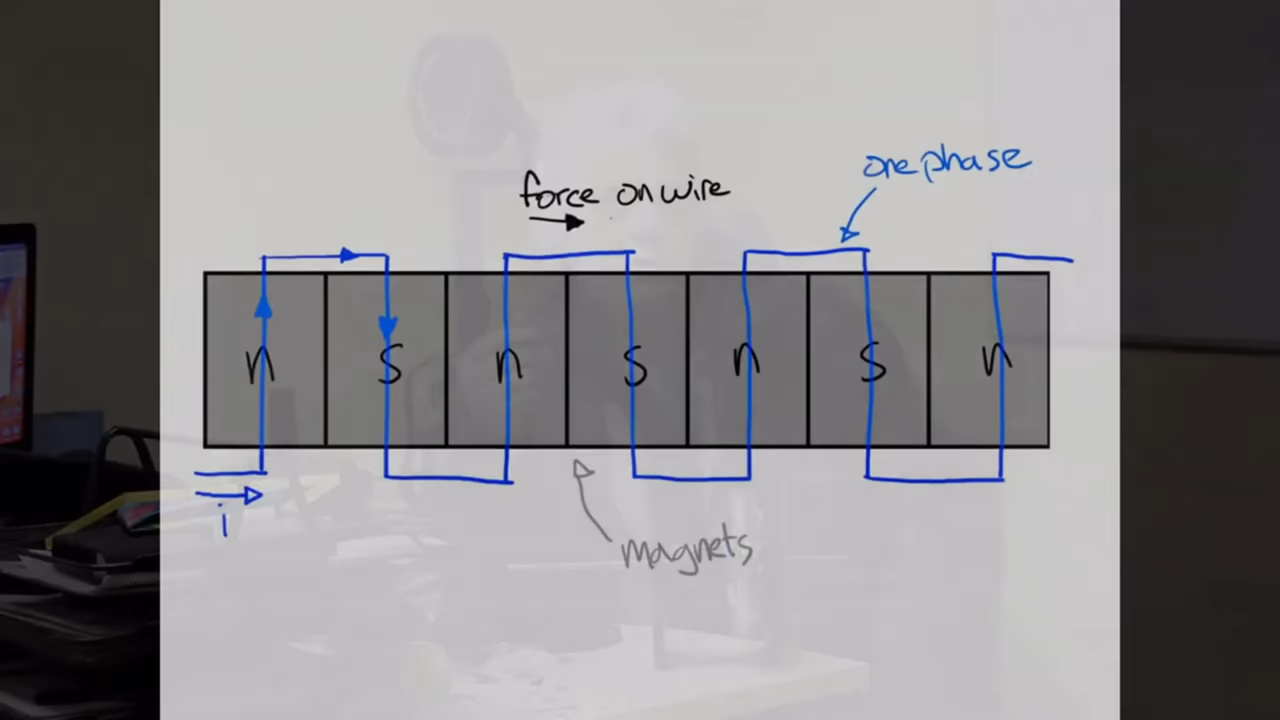 one phase
force on wire
n s n s n s n
i
magnets